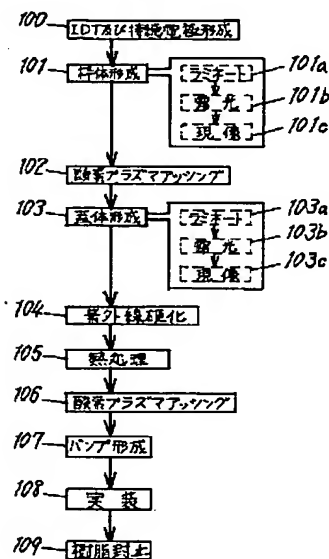 100 IDT及び接続電極形成
101 枠体形成
ラミネート 101a
露光 101b
現像 101c
102 酸素プラズマアッシング
103 蓋体形成
ラミネート 103a
露光 103b
現像 103c
104 紫外線硬化
105 熱処理
106 酸素プラズマアッシング
107 バンプ形成
108 実装
109 樹脂封止